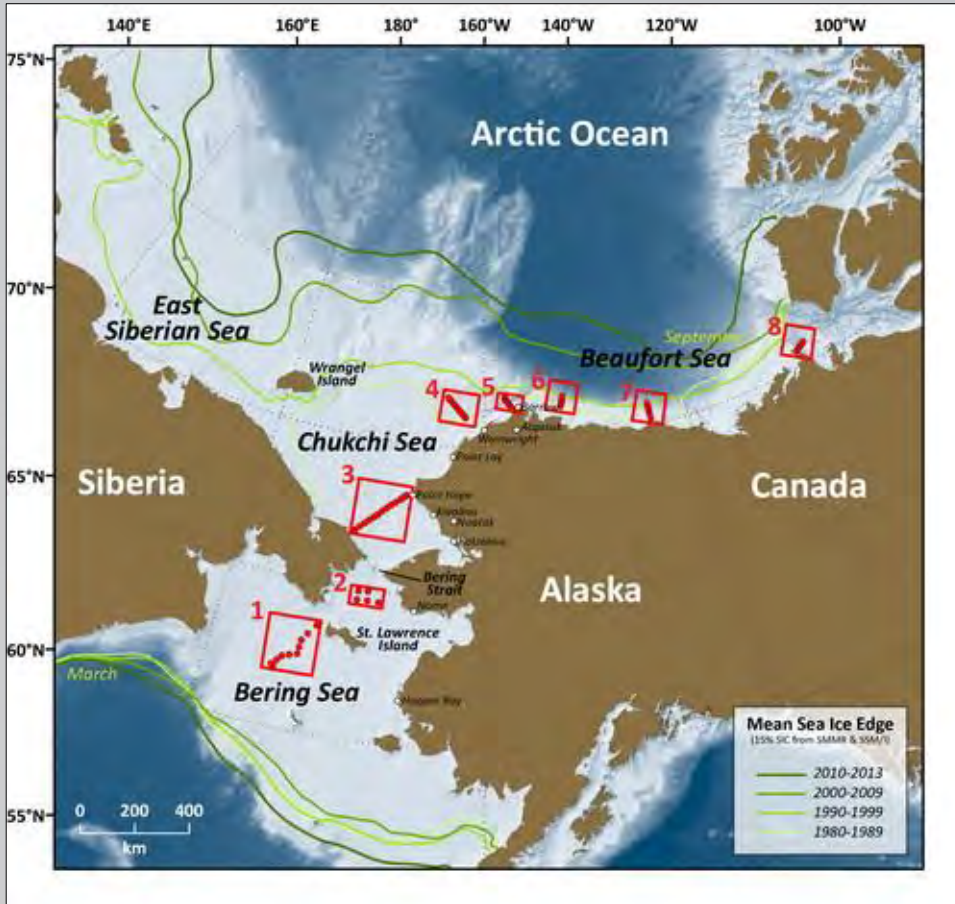 140°E 160°E 180° 160°W 140°W 120°W 100°W
75°N
Arctic Ocean
70°N
East
Siberian Sea
September
8
Beaufort Sea
Wrangel
Island
4 5 6 7
Barrow
Wainwright
Chukchi Sea
Point Lay
Siberia
65°N
3
Canada
Point Hope
Kivalina
Noatak
Bering
Strait
Alaska
2
Nome
1
St. Lawrence
Island
60°N
March
Bering Sea
Hooper Bay
Mean Sea Ice Edge
(15% SIC from SMMR & SSM/I)
2010-2013
2000-2009
1990-1999
1980-1989
55°N
0 200 400
km